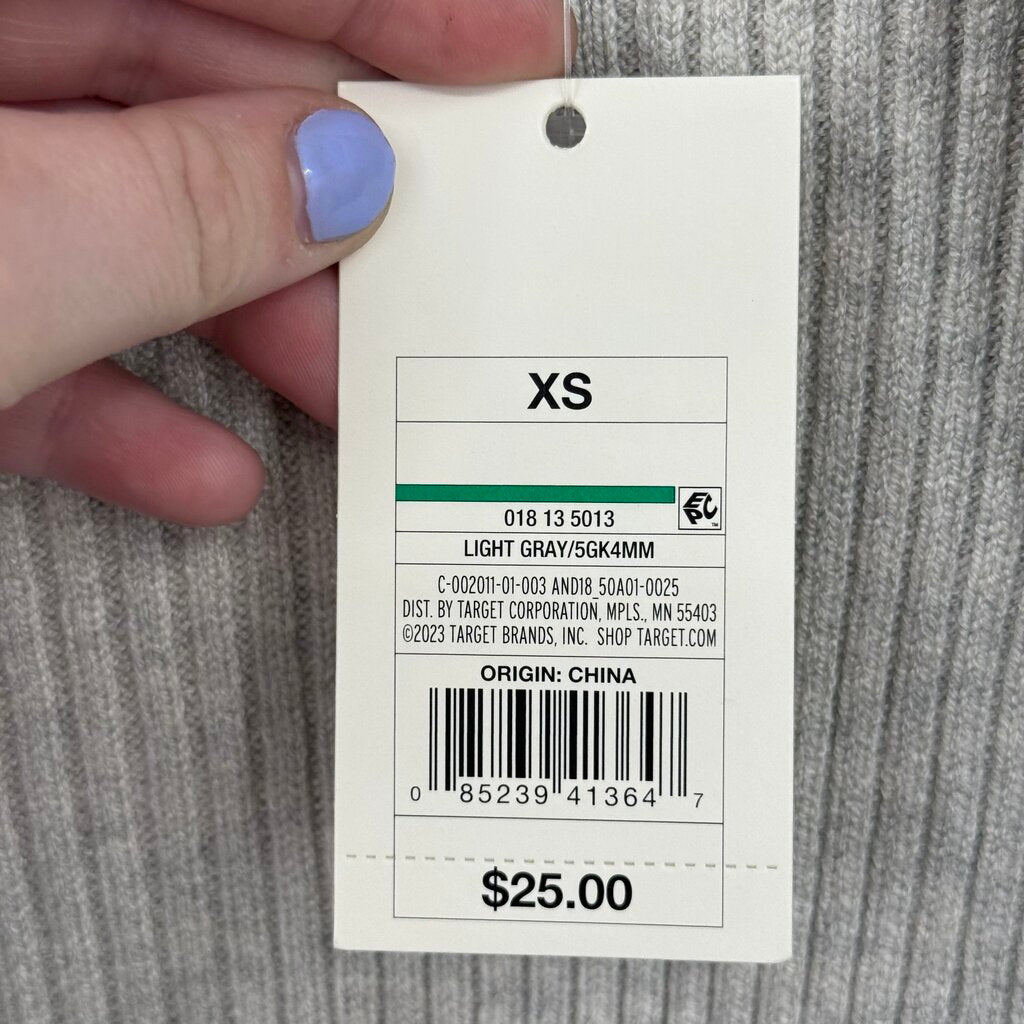 XS
EPC™
018 13 5013
LIGHT GRAY/5GK4MM
C-002011-01-003 AND18_50A01-0025
DIST. BY TARGET CORPORATION, MPLS., MN 55403
©2023 TARGET BRANDS, INC. SHOP TARGET.COM
ORIGIN: CHINA
0 85239 41364 7
$25.00